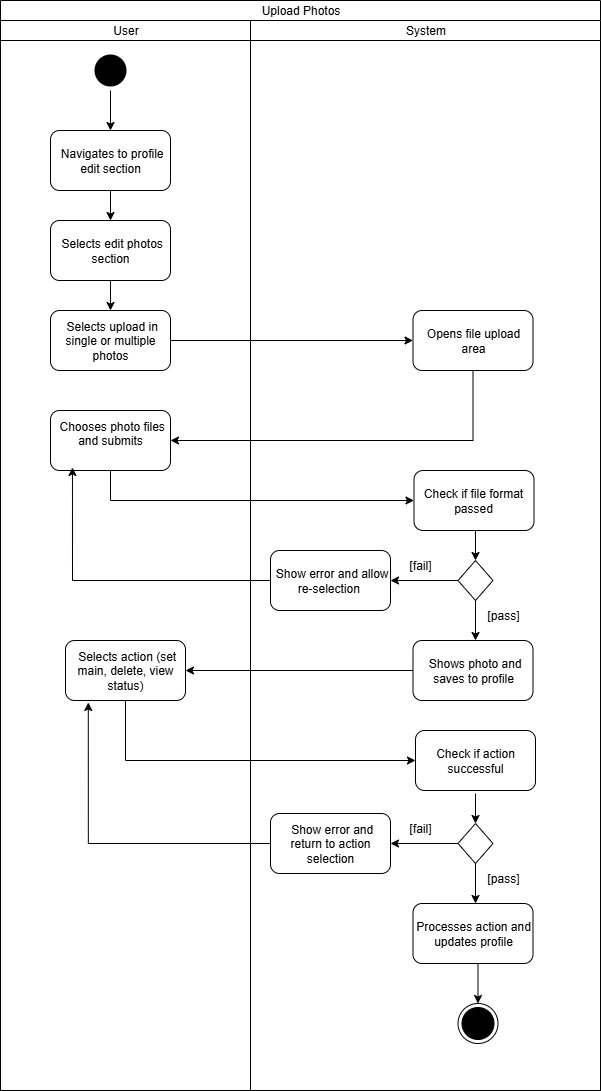 Upload Photos
User
System
Navigates to profile
edit section
Selects edit photos
section
Selects upload in
single or multiple
photos
Opens file upload
area
Chooses photo files
and submits
Check if file format
passed
[fail]
Show error and allow
re-selection
[pass]
Selects action (set
main, delete, view
status)
Shows photo and
saves to profile
Check if action
successful
[fail]
Show error and
return to action
selection
[pass]
Processes action and
updates profile